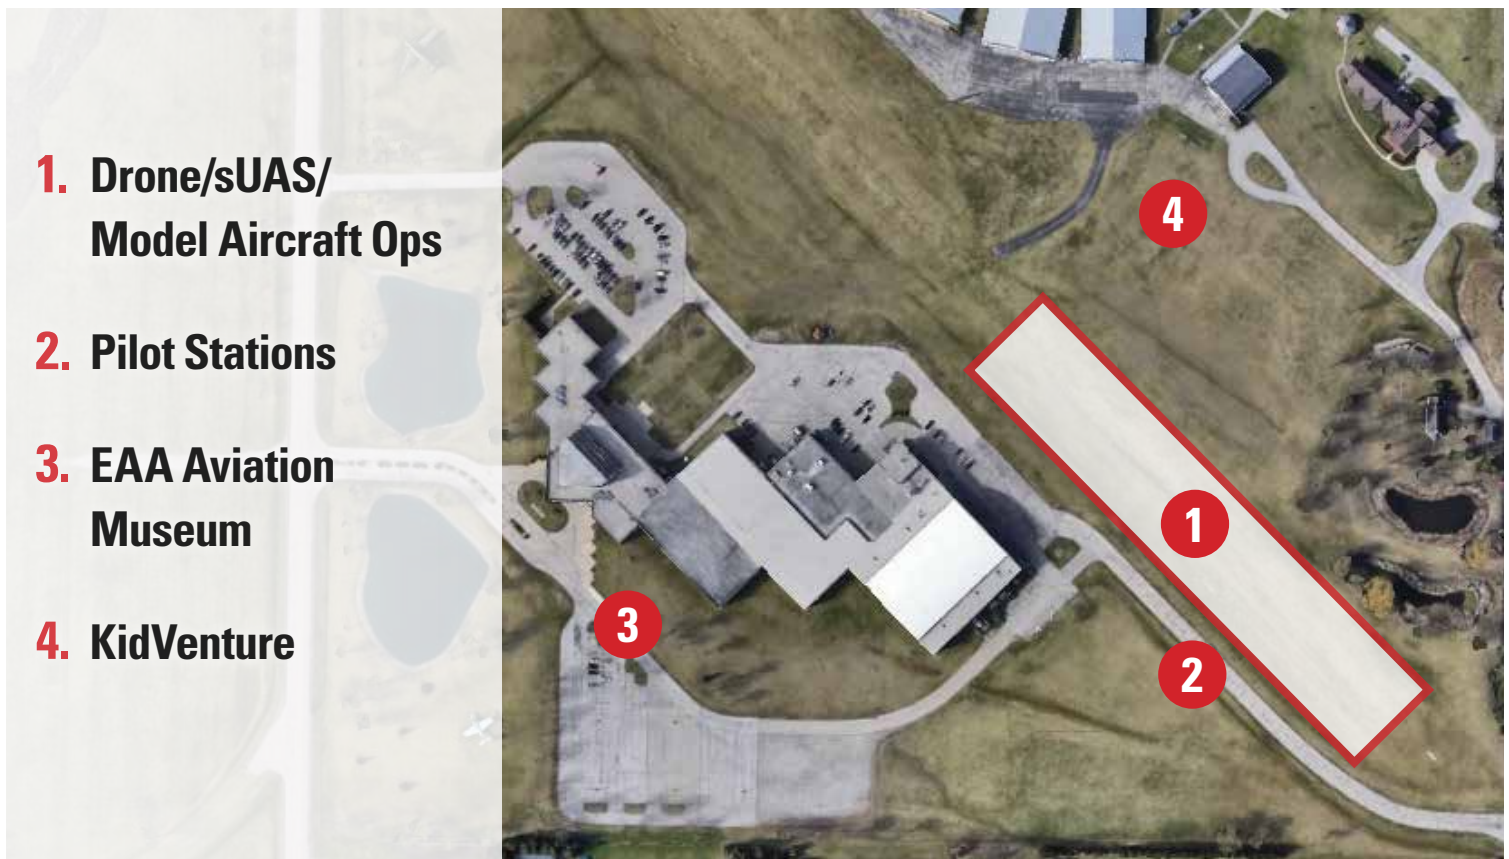 1. Drone/sUAS/
Model Aircraft Ops
2. Pilot Stations
3. EAA Aviation
Museum
4. KidVenture
4
1
3
2